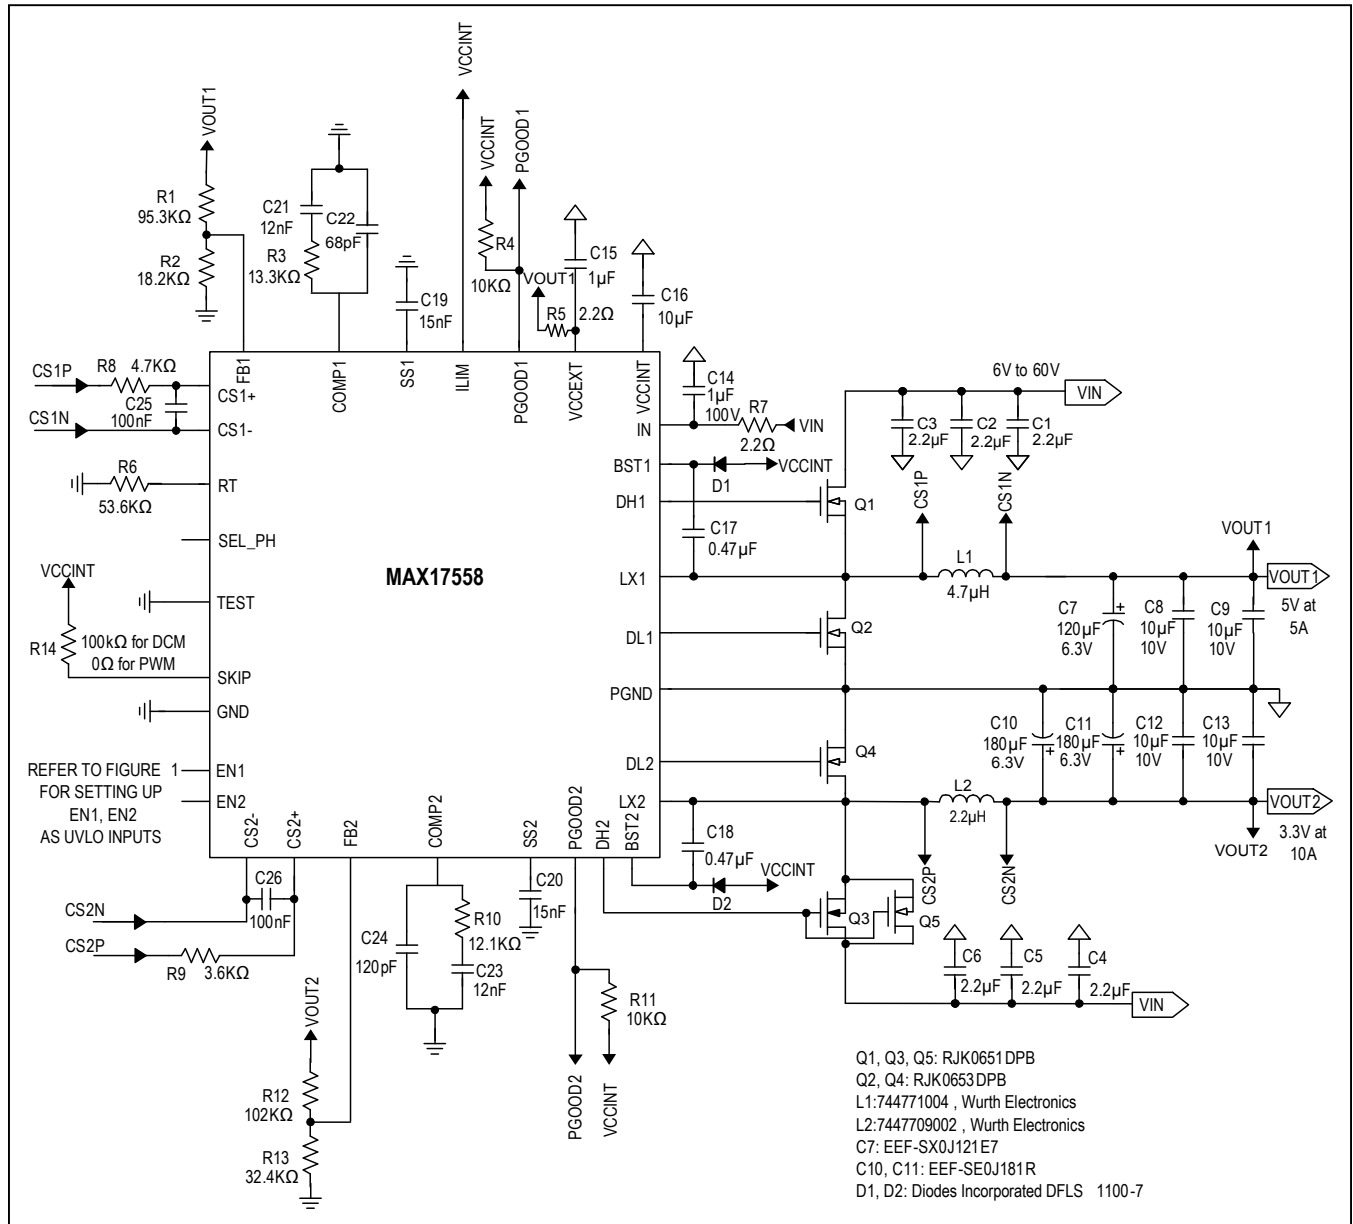 VOUT1
R1
95.3KΩ
R2
18.2KΩ
C21
12nF
C22
68pF
R3
13.3KΩ
C19
15nF
VCCINT
VCCINT
PGOOD1
R4
10KΩ
VOUT1
R5
2.2Ω
C15
1µF
C16
10µF
CS1P
R8 4.7KΩ
C25
100nF
CS1N
R6
53.6KΩ
VCCINT
R14
100kΩ for DCM
0Ω for PWM
REFER TO FIGURE 1
FOR SETTING UP
EN1, EN2
AS UVLO INPUTS
FB1
COMP1
SS1
ILIM
PGOOD1
VCCEXT
VCCINT
CS1+
CS1-
RT
SEL_PH
TEST
SKIP
GND
EN1
EN2
MAX17558
IN
BST1
DH1
LX1
DL1
PGND
DL2
LX2
CS2-
CS2+
FB2
COMP2
SS2
PGOOD2
DH2
BST2
C14
1µF
100V
R7
2.2Ω
VIN
VCCINT
D1
C17
0.47µF
6V to 60V
VIN
C3
2.2µF
C2
2.2µF
C1
2.2µF
Q1
CS1P
CS1N
L1
4.7µH
VOUT1
VOUT1
5V at
5A
Q2
C7
120µF
6.3V
+
C8
10µF
10V
C9
10µF
10V
C10
180µF
6.3V
+
C11
180µF
6.3V
+
C12
10µF
10V
C13
10µF
10V
Q4
L2
2.2µH
VOUT2
3.3V at
10A
VOUT2
C18
0.47µF
VCCINT
D2
CS2P
CS2N
Q3
Q5
C6
2.2µF
C5
2.2µF
C4
2.2µF
VIN
CS2N
C26
100nF
CS2P
R9 3.6KΩ
C24
120pF
R10
12.1KΩ
C23
12nF
C20
15nF
R11
10KΩ
PGOOD2
VCCINT
VOUT2
R12
102KΩ
R13
32.4KΩ
Q1, Q3, Q5: RJK0651DPB
Q2, Q4: RJK0653DPB
L1:744771004 , Wurth Electronics
L2:7447709002 , Wurth Electronics
C7: EEF-SX0J121E7
C10, C11: EEF-SE0J181R
D1, D2: Diodes Incorporated DFLS 1100-7